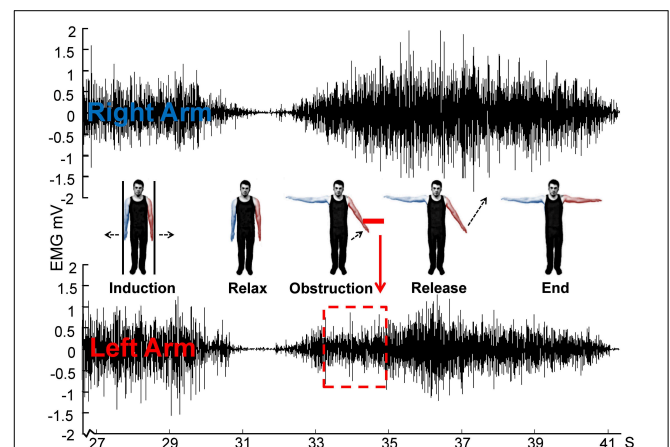 2
1.5
1
0.5
0
-0.5
-1
-1.5
-2
Right Arm
EMG mV
Induction
Relax
Obstruction
Release
End
2
1.5
1
0.5
0
-0.5
-1
-1.5
-2
Left Arm
27 29 31 33 35 37 39 41 S